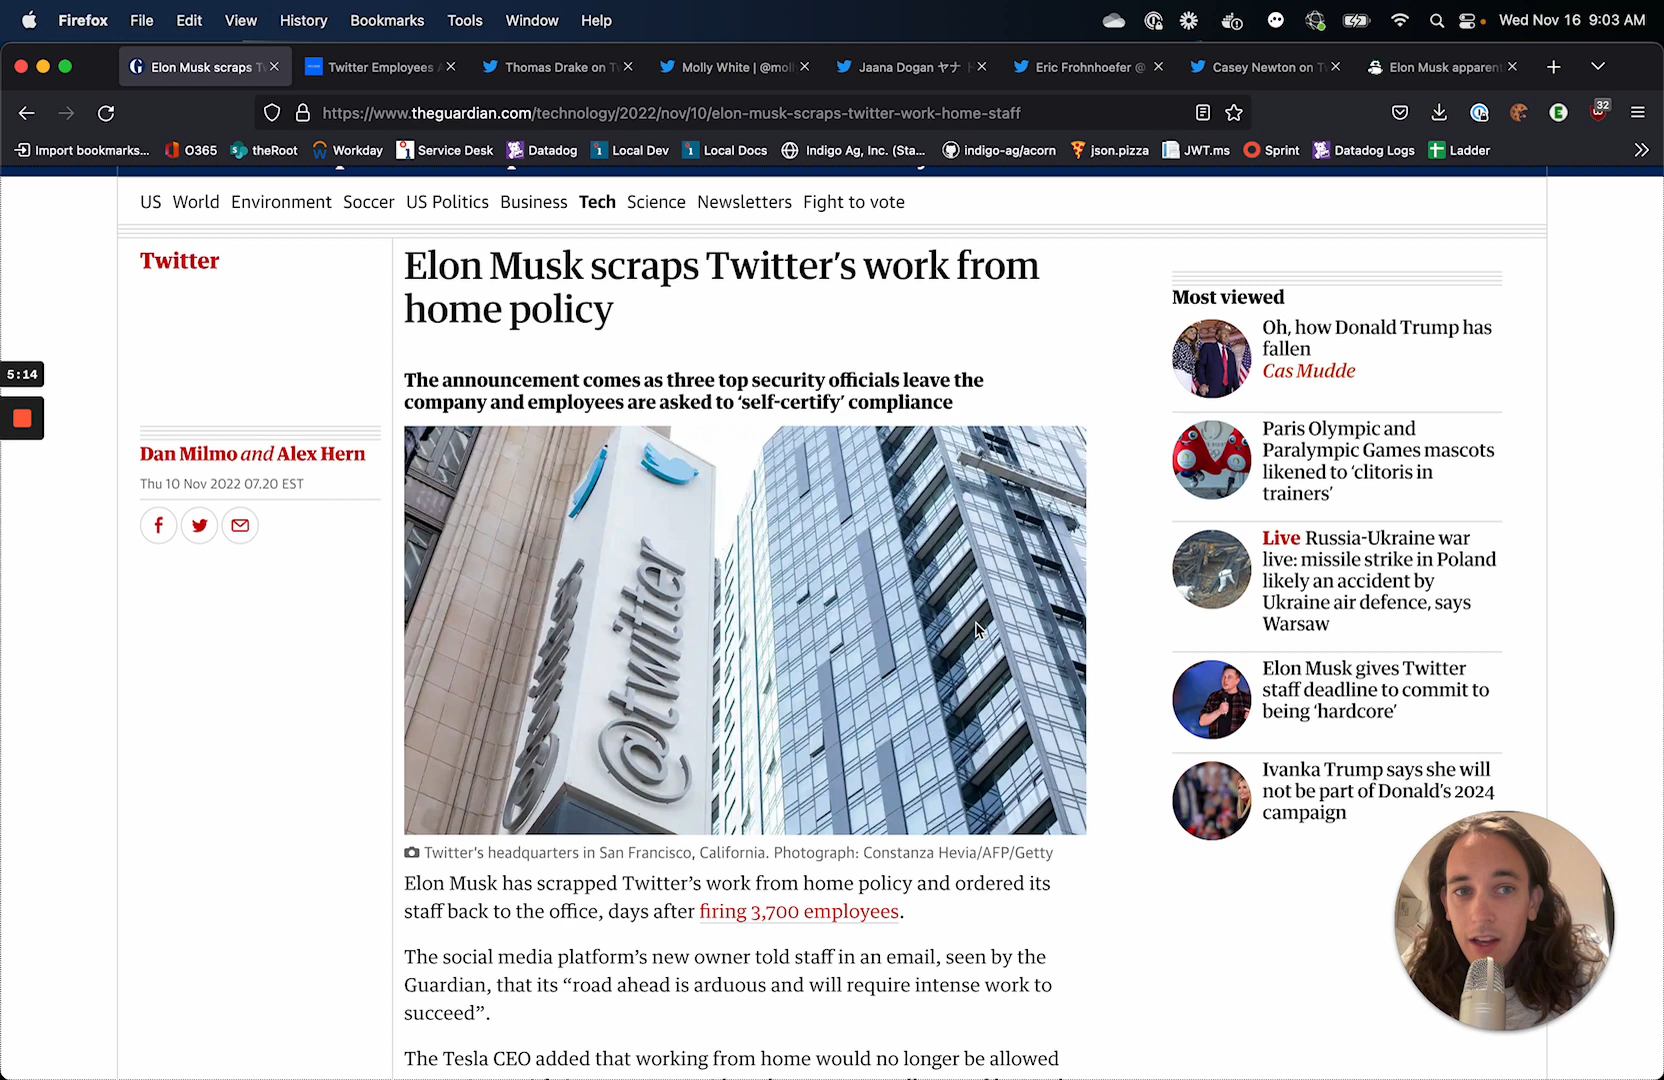 Firefox File Edit View History Bookmarks Tools Window Help Wed Nov 16 9:03 AM
Elon Musk scraps Tw
Twitter Employees A
Thomas Drake on Tv
Molly White | @moll
Jaana Dogan ヤナ
Eric Frohnhoefer @
Casey Newton on Tw
Elon Musk apparent
https://www.theguardian.com/technology/2022/nov/10/elon-musk-scraps-twitter-work-home-staff
32
Import bookmarks... O365 theRoot Workday Service Desk Datadog Local Dev Local Docs Indigo Ag, Inc. (Sta... indigo-ag/acorn json.pizza JWT.ms Sprint Datadog Logs Ladder
US World Environment Soccer US Politics Business Tech Science Newsletters Fight to vote
Twitter
Elon Musk scraps Twitter's work from
home policy
The announcement comes as three top security officials leave the
company and employees are asked to ‘self-certify’ compliance
5:14
Dan Milmo and Alex Hern
Thu 10 Nov 2022 07.20 EST
@twitter
Twitter's headquarters in San Francisco, California. Photograph: Constanza Hevia/AFP/Getty
Elon Musk has scrapped Twitter's work from home policy and ordered its
staff back to the office, days after firing 3,700 employees.
The social media platform's new owner told staff in an email, seen by the
Guardian, that its “road ahead is arduous and will require intense work to
succeed”.
The Tesla CEO added that working from home would no longer be allowed
Most viewed
Oh, how Donald Trump has
fallen
Cas Mudde
Paris Olympic and
Paralympic Games mascots
likened to ‘clitoris in
trainers’
Live Russia-Ukraine war
live: missile strike in Poland
likely an accident by
Ukraine air defence, says
Warsaw
Elon Musk gives Twitter
staff deadline to commit to
being ‘hardcore’
Ivanka Trump says she will
not be part of Donald's 2024
campaign